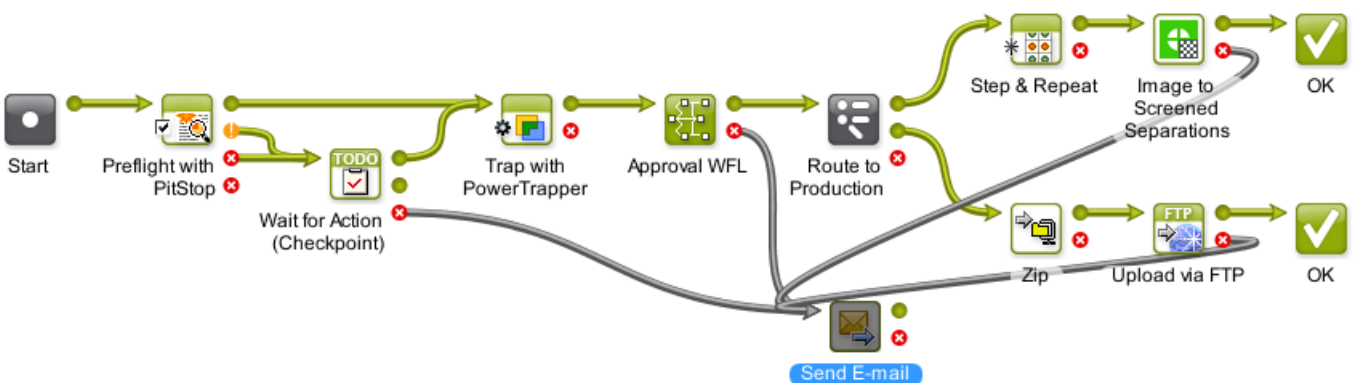 Start
Preflight with
PitStop
TODO
Wait for Action
(Checkpoint)
Trap with
PowerTrapper
Approval WFL
Route to
Production
Step & Repeat
Image to
Screened
Separations
OK
Zip
FTP
Upload via FTP
OK
Send E-mail